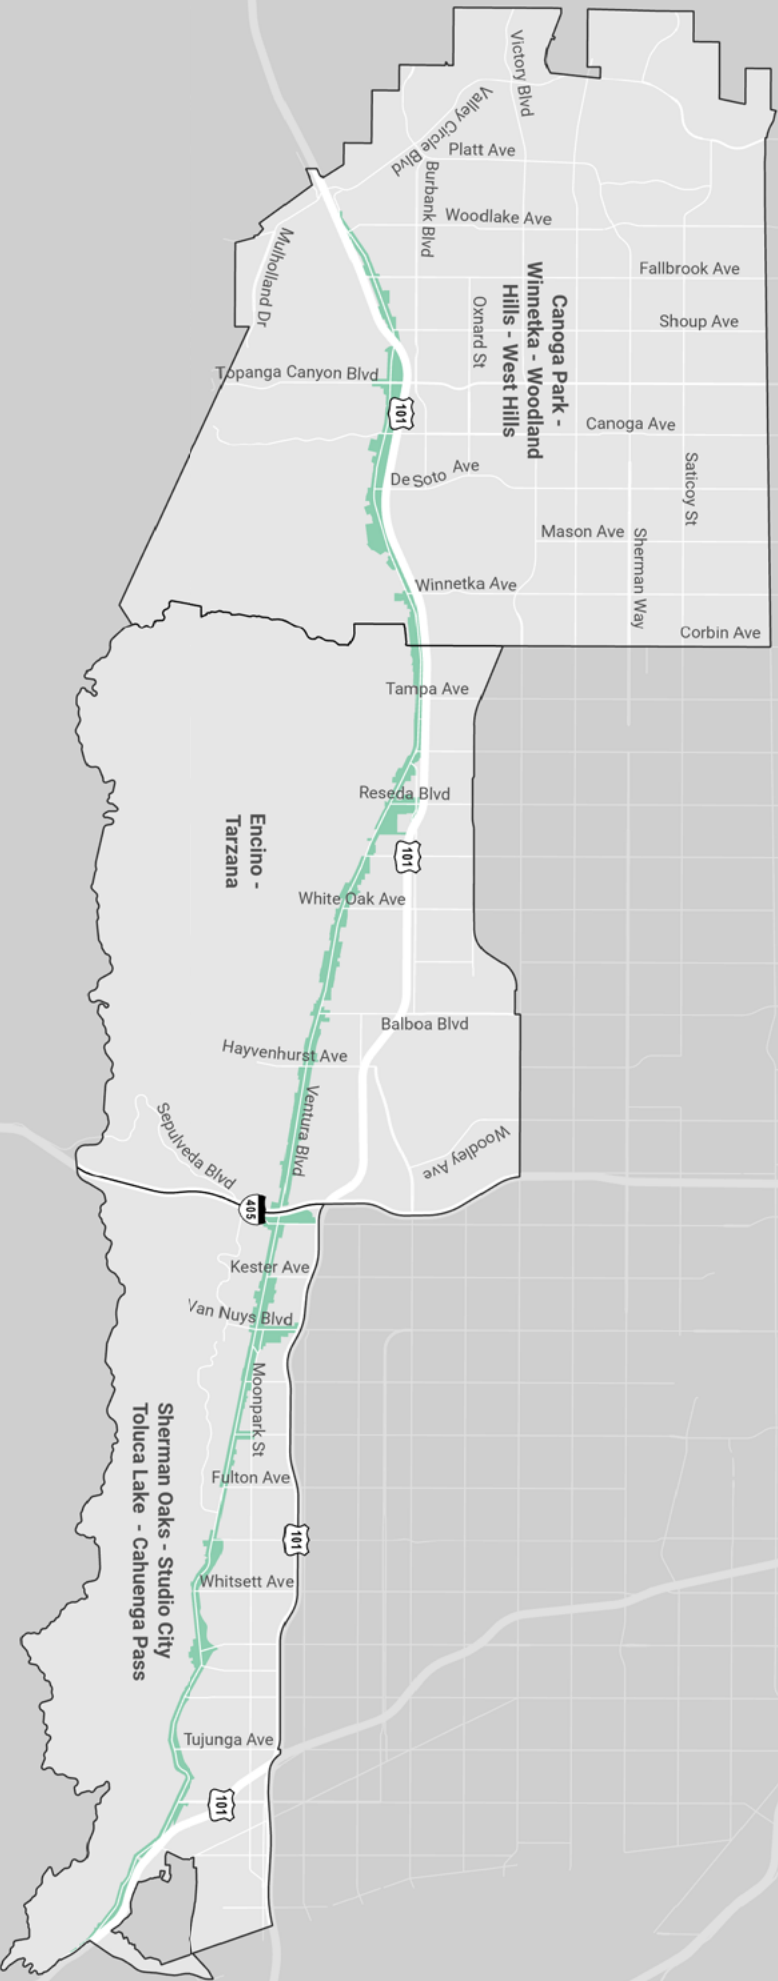 Victory Blvd
Valley Circle Blvd
Platt Ave
Burbank Blvd
Woodlake Ave
Mulholland Dr
Fallbrook Ave
Oxnard St
Shoup Ave
Canoga Park -
Winnetka - Woodland
Hills - West Hills
Topanga Canyon Blvd
101
Canoga Ave
De Soto Ave
Saticoy St
Mason Ave
Sherman Way
Winnetka Ave
Corbin Ave
Tampa Ave
Reseda Blvd
Encino -
Tarzana
101
White Oak Ave
Balboa Blvd
Hayvenhurst Ave
Ventura Blvd
Woodley Ave
Sepulveda Blvd
405
Kester Ave
Van Nuys Blvd
Moonpark St
Fulton Ave
Sherman Oaks - Studio City
Toluca Lake - Cahuenga Pass
101
Whitsett Ave
Tujunga Ave
101